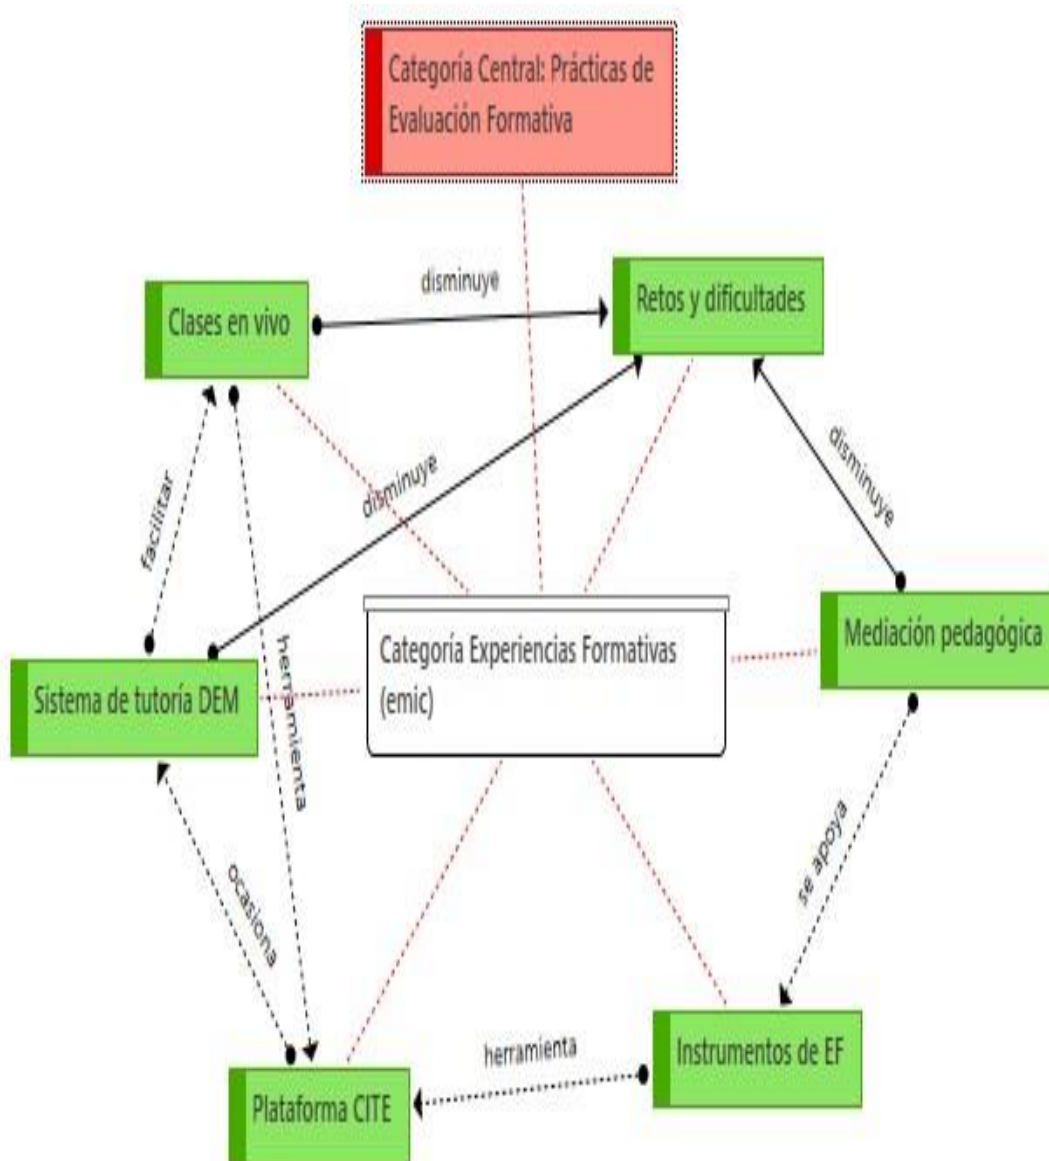 Categoría Central: Prácticas de
Evaluación Formativa
disminuye
Clases en vivo
Retos y dificultades
facilitar
disminuye
disminuye
herramienta
Categoría Experiencias Formativas
(emic)
Mediación pedagógica
Sistema de tutoría DEM
ocasiona
se apoya
herramienta
Instrumentos de EF
Plataforma CITE